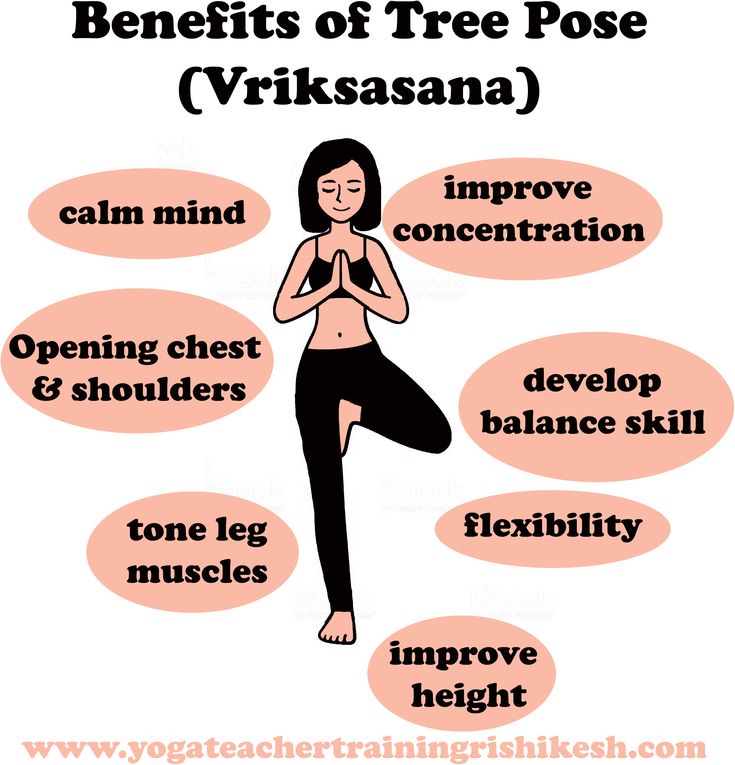 Benefits of Tree Pose
(Vriksasana)
calm mind
improve
concentration
Opening chest
& shoulders
develop
balance skill
tone leg
muscles
flexibility
improve
height
www.yogateachertrainingrishikesh.com